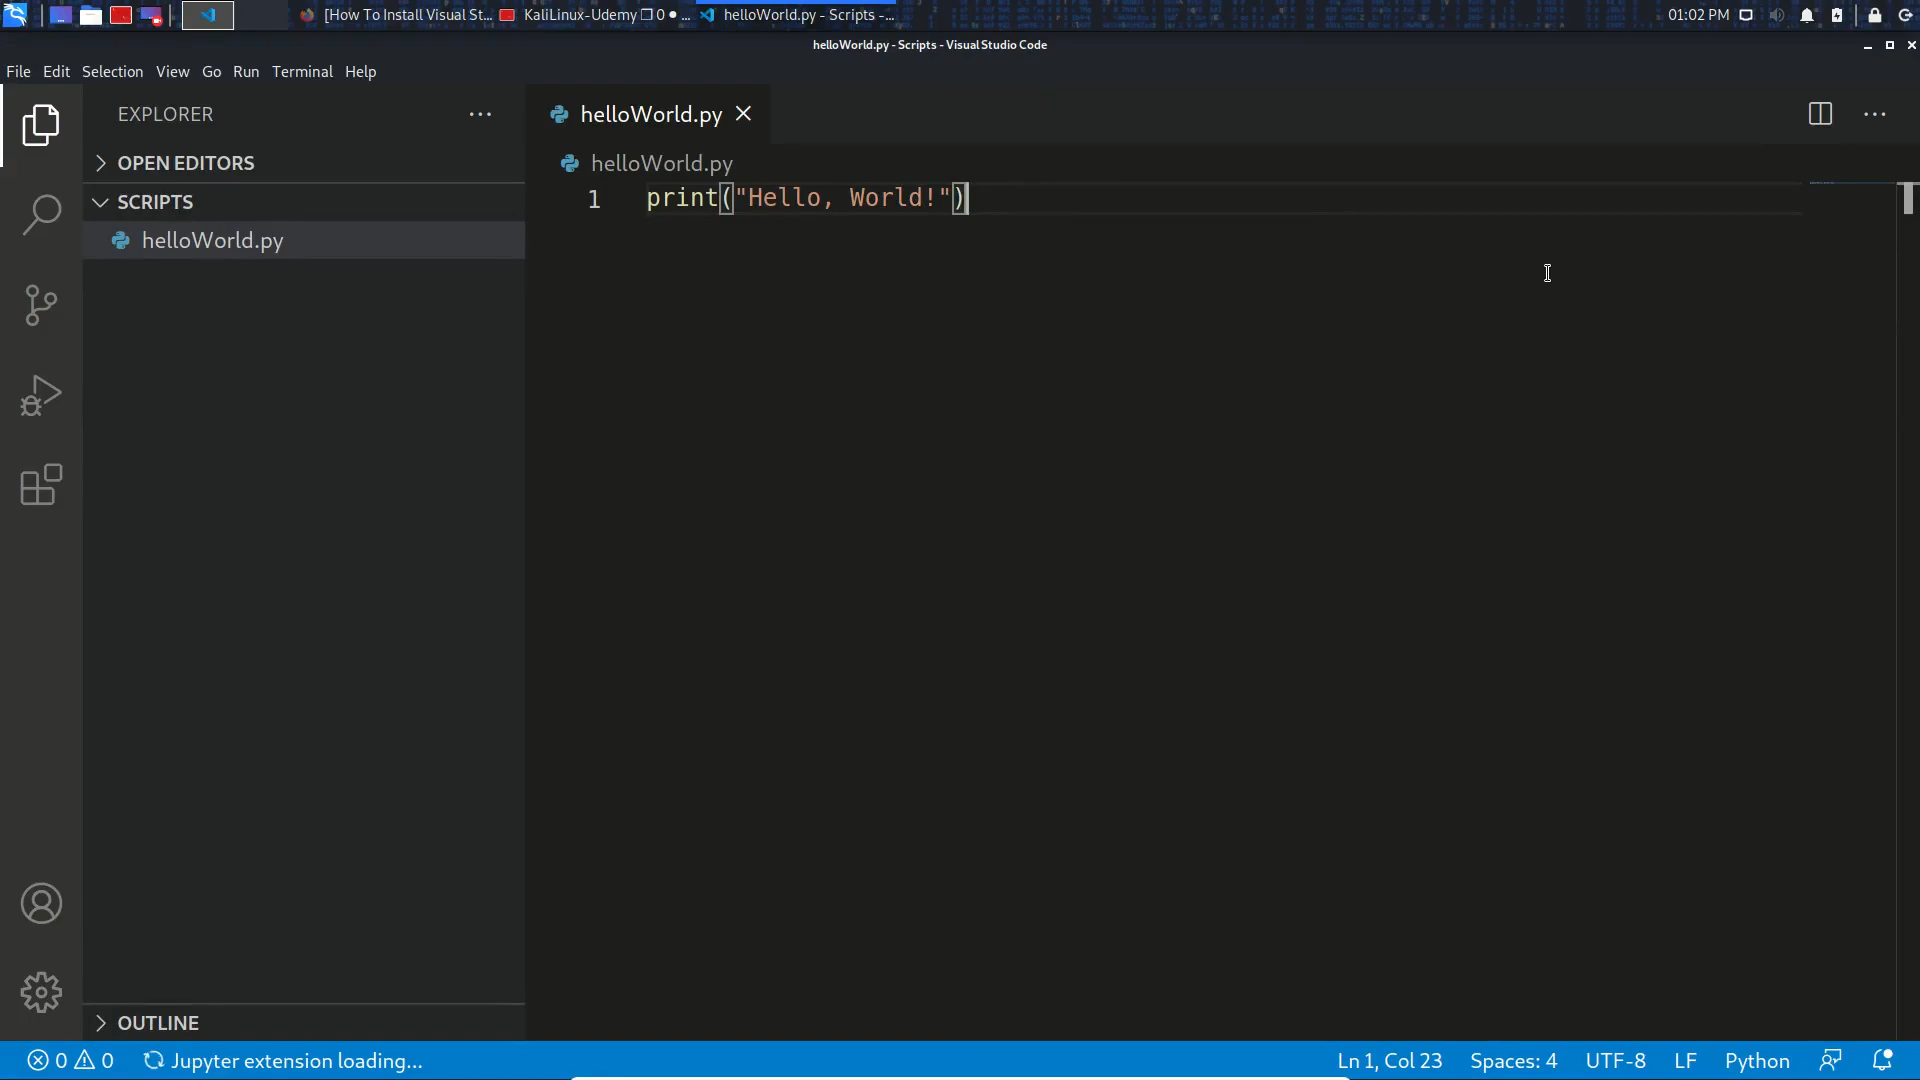 [How To Install Visual St... KaliLinux-Udemy ❐ 0 ● ... helloWorld.py - Scripts -... 01:02 PM
helloWorld.py - Scripts - Visual Studio Code
File Edit Selection View Go Run Terminal Help
EXPLORER ··· helloWorld.py ···
OPEN EDITORS helloWorld.py
SCRIPTS 1 print("Hello, World!")
helloWorld.py
OUTLINE
0 0 Jupyter extension loading... Ln 1, Col 23 Spaces: 4 UTF-8 LF Python